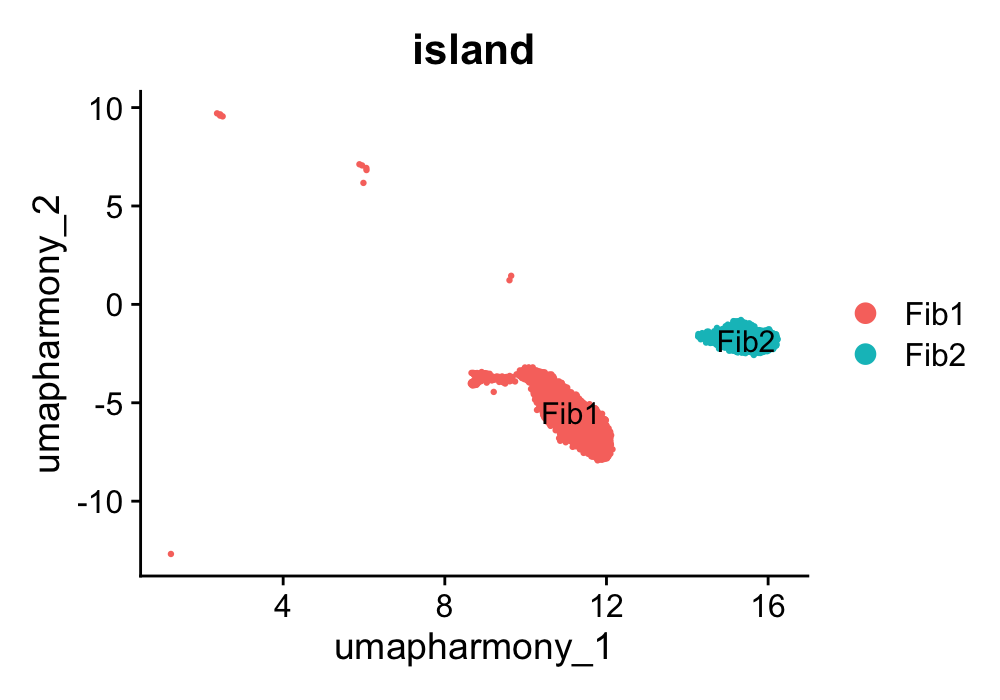 island
umapharmony_2
10
5
0
-5
-10
Fib1
Fib2
4
8
12
16
umapharmony_1
Fib1
Fib2